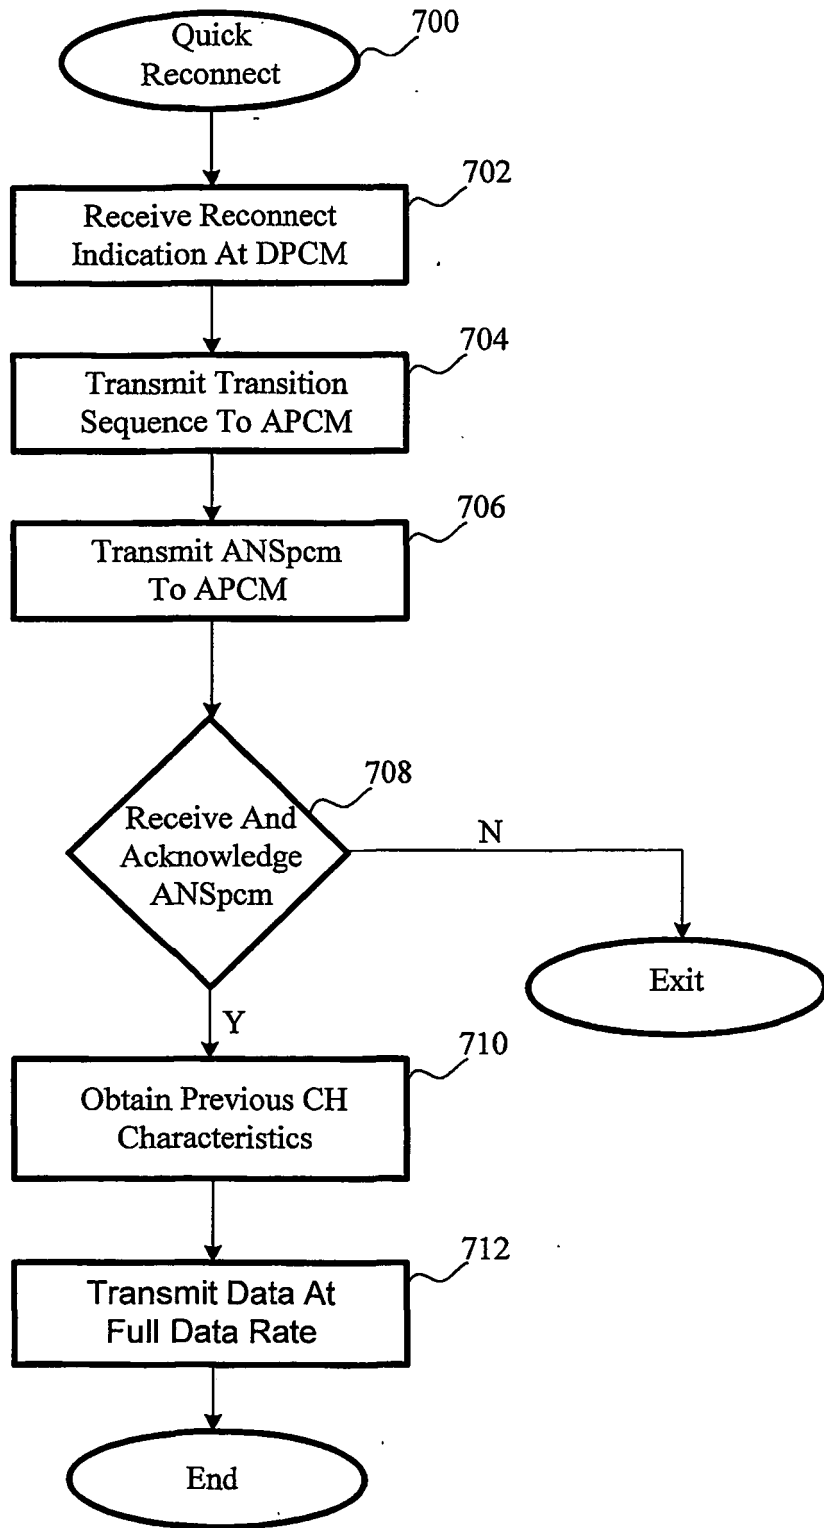 Quick
Reconnect
700
702
Receive Reconnect
Indication At DPCM
704
Transmit Transition
Sequence To APCM
706
Transmit ANSpcm
To APCM
708
Receive And
Acknowledge
ANSpcm
N
Exit
Y
710
Obtain Previous CH
Characteristics
712
Transmit Data At
Full Data Rate
End